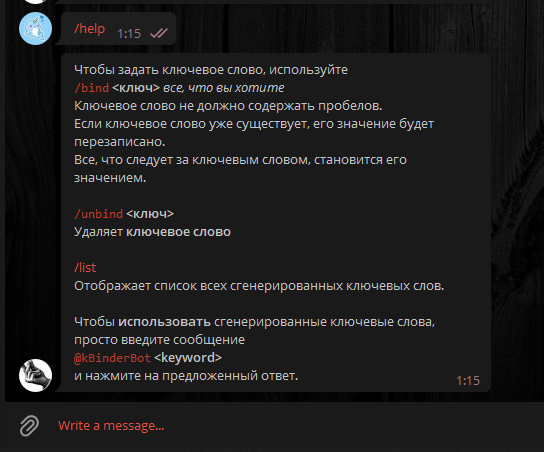 /help 1:15
Чтобы задать ключевое слово, используйте
/bind <ключ> все, что вы хотите
Ключевое слово не должно содержать пробелов.
Если ключевое слово уже существует, его значение будет
перезаписано.
Все, что следует за ключевым словом, становится его
значением.
/unbind <ключ>
Удаляет ключевое слово
/list
Отображает список всех сгенерированных ключевых слов.
Чтобы использовать сгенерированные ключевые слова,
просто введите сообщение
@kBinderBot <keyword>
и нажмите на предложенный ответ. 1:15
Write a message...